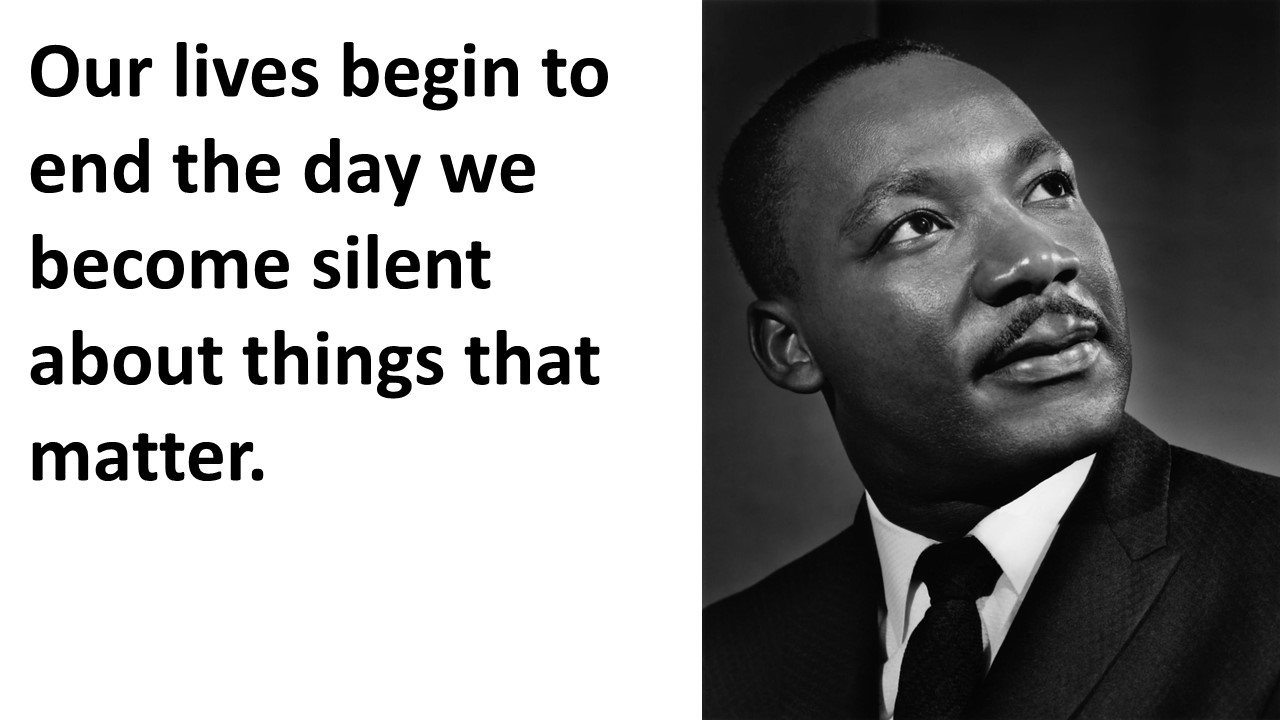 Our lives begin to
end the day we
become silent
about things that
matter.